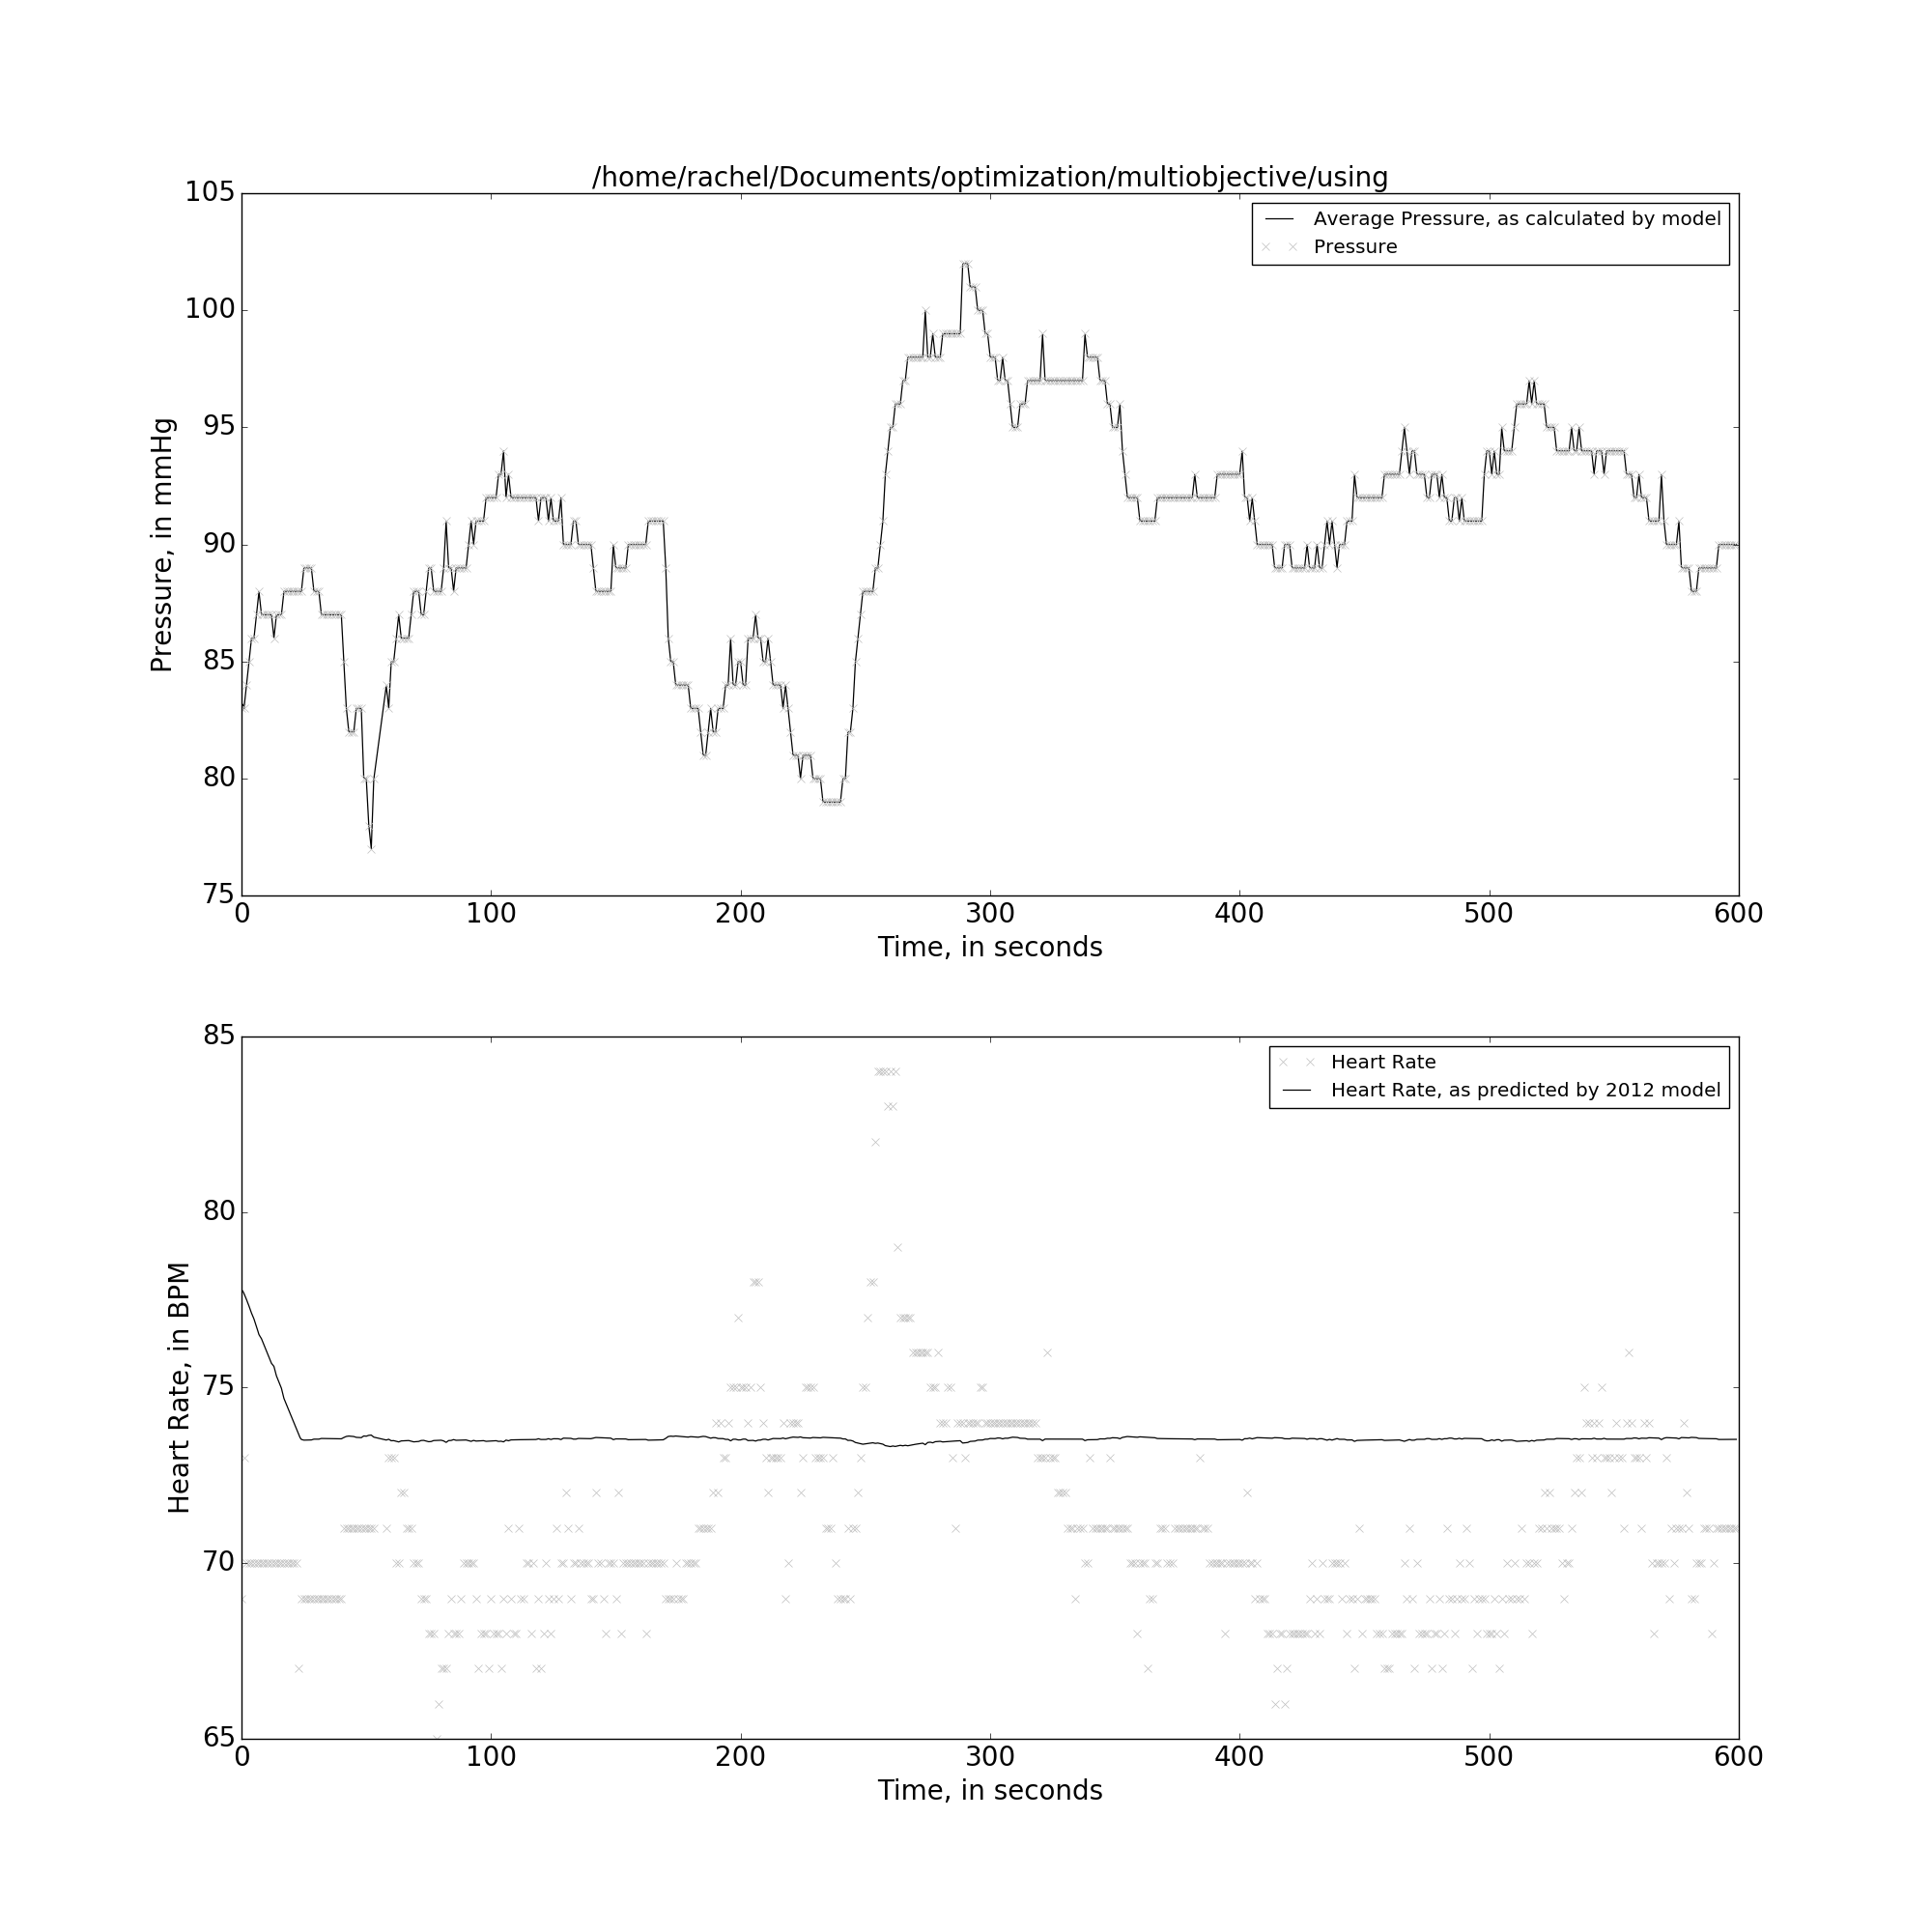 /home/rachel/Documents/optimization/multiobjective/using
105
100
95
90
85
80
75
Pressure, in mmHg
Average Pressure, as calculated by model
Pressure
0 100 200 300 400 500 600
Time, in seconds
85
80
75
70
65
Heart Rate, in BPM
Heart Rate
Heart Rate, as predicted by 2012 model
0 100 200 300 400 500 600
Time, in seconds